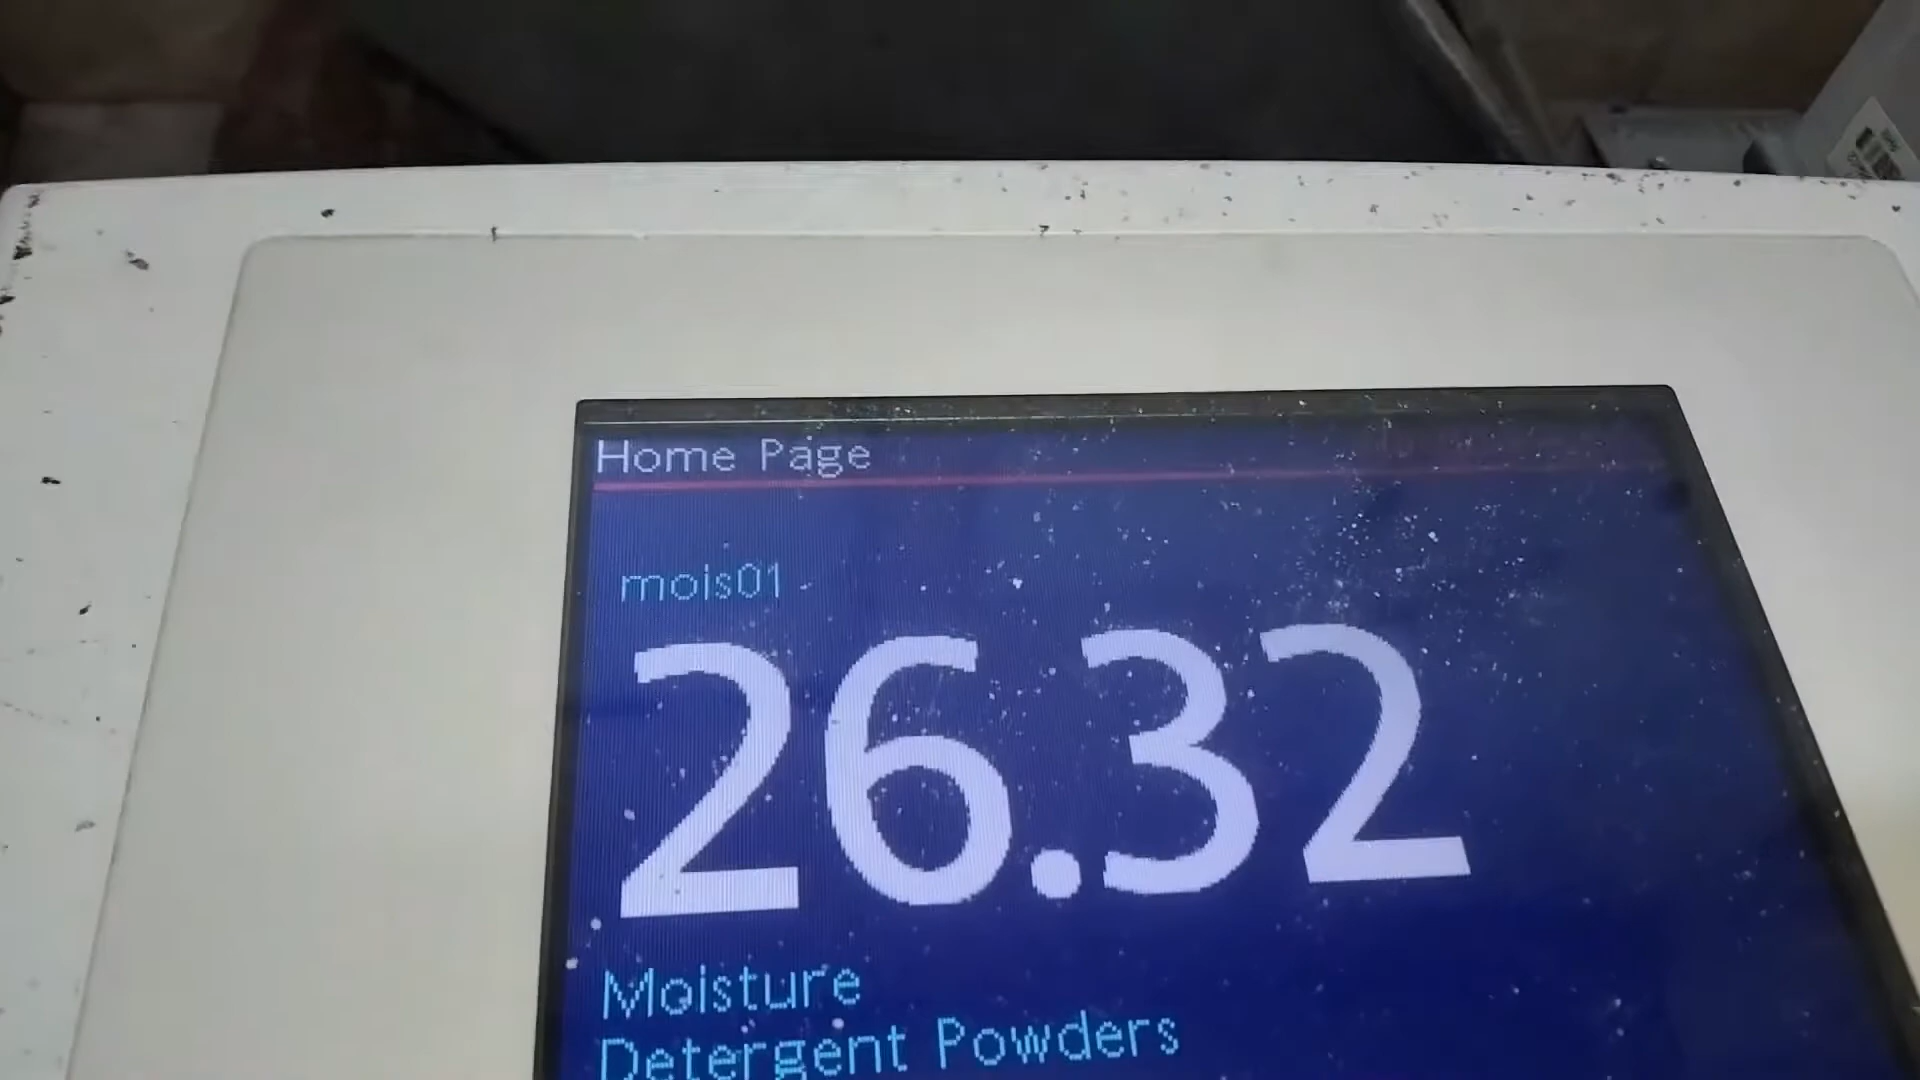 Home Page
mois01
26.32
Moisture
Detergent Powders